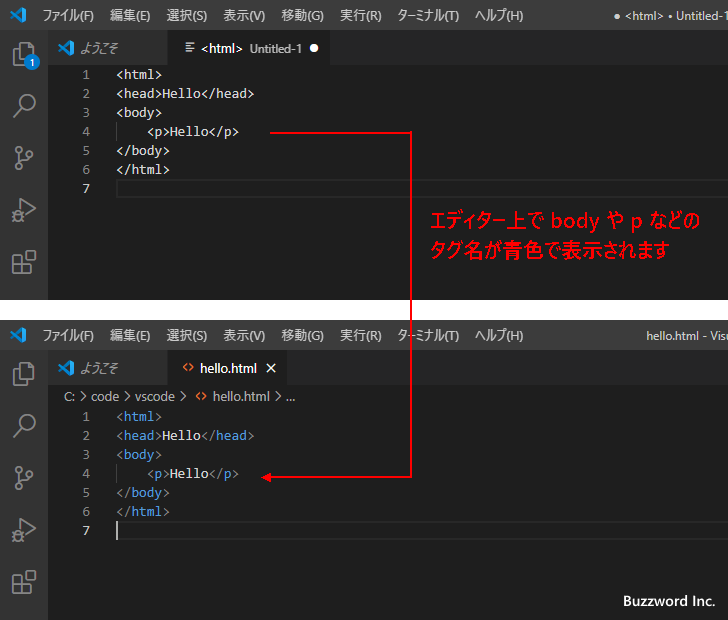 ファイル(F) 編集(E) 選択(S) 表示(V) 移動(G) 実行(R) ターミナル(T) ヘルプ(H) ● <html> • Untitled-1
ようこそ <html> Untitled-1 ●
1
1 <html>
2 <head>Hello</head>
3 <body>
4 <p>Hello</p>
5 </body>
6 </html>
7
エディター上で body や p などの
タグ名が青色で表示されます
ファイル(F) 編集(E) 選択(S) 表示(V) 移動(G) 実行(R) ターミナル(T) ヘルプ(H) hello.html - Visu
ようこそ <> hello.html ×
C: > code > vscode > <> hello.html > ...
1 <html>
2 <head>Hello</head>
3 <body>
4 <p>Hello</p>
5 </body>
6 </html>
7
Buzzword Inc.